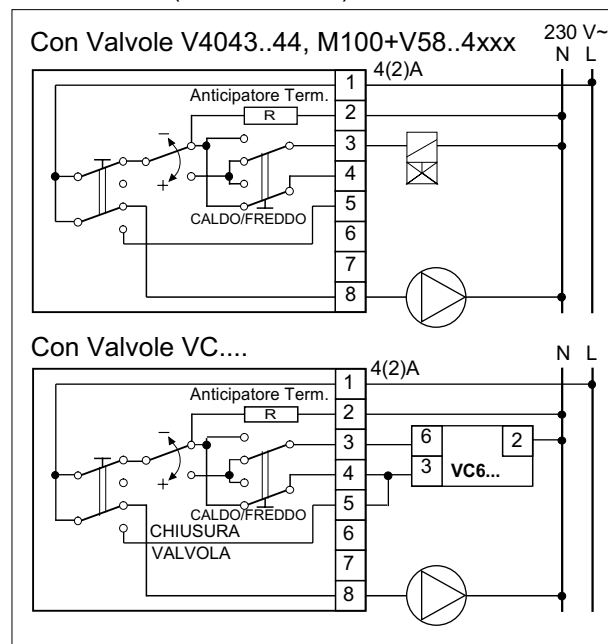 Con Valvole V4043..44, M100+V58..4xxx
230 V~
N L
4(2)A
Anticipatore Term.
R
–
+
CALDO/FREDDO
1
2
3
4
5
6
7
8
Con Valvole VC....
N L
4(2)A
Anticipatore Term.
R
–
+
CALDO/FREDDO
CHIUSURA
VALVOLA
1
2
3
4
5
6
7
8
6 2
3 VC6...